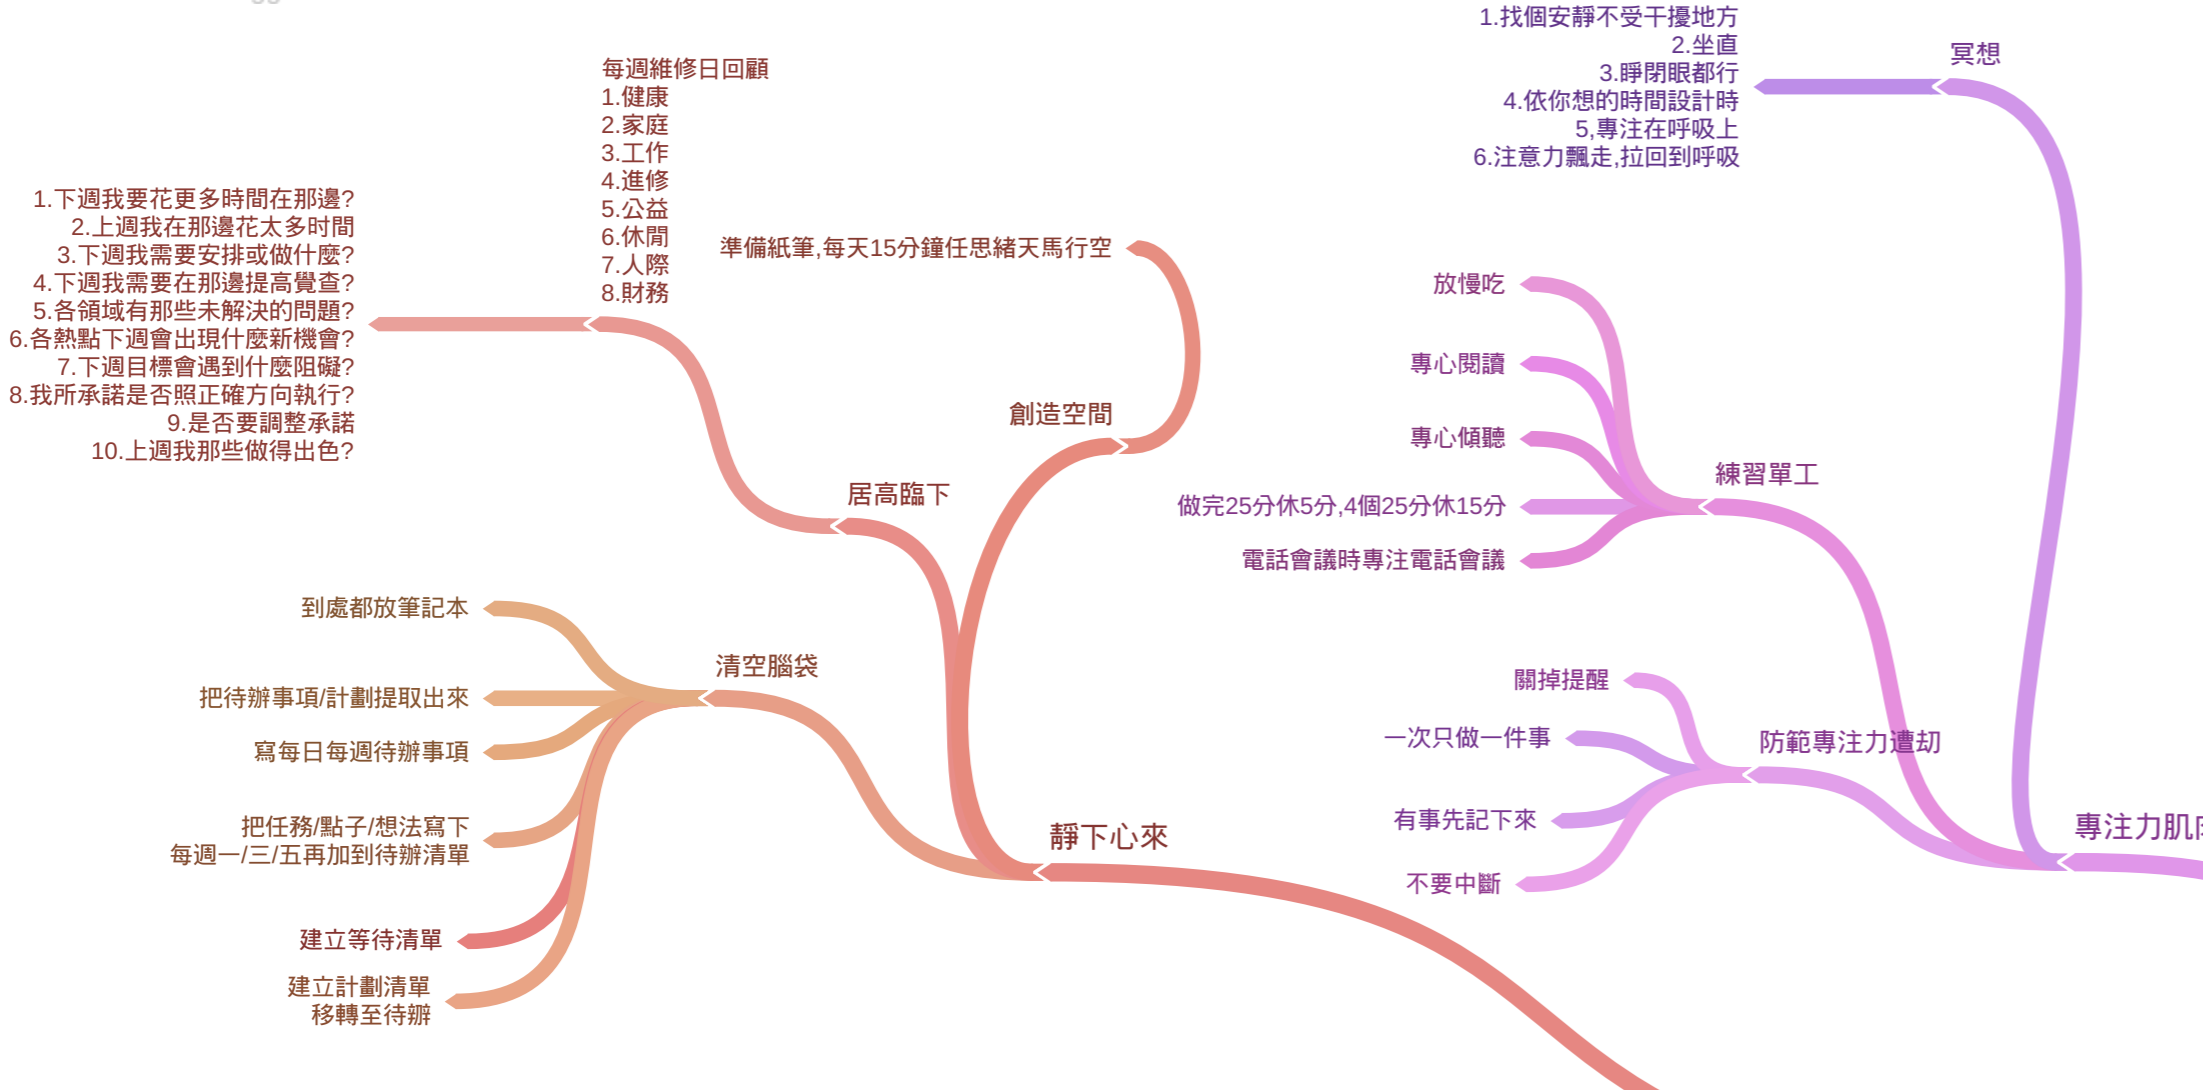 每週維修日回顧
1.健康
2.家庭
3.工作
4.進修
5.公益
6.休閒
7.人際
8.財務
1.下週我要花更多時間在那邊?
2.上週我在那邊花太多时間
3.下週我需要安排或做什麼?
4.下週我需要在那邊提高覺查?
5.各領域有那些未解決的問題?
6.各熱點下週會出現什麼新機會?
7.下週目標會遇到什麼阻礙?
8.我所承諾是否照正確方向執行?
9.是否要調整承諾
10.上週我那些做得出色?
準備紙筆,每天15分鐘任思緒天馬行空
創造空間
居高臨下
到處都放筆記本
清空腦袋
把待辦事項/計劃提取出來
寫每日每週待辦事項
把任務/點子/想法寫下
每週一/三/五再加到待辦清單
建立等待清單
建立計劃清單
移轉至待辧
靜下心來
1.找個安靜不受干擾地方
2.坐直
3.睜閉眼都行
4.依你想的時間設計時
5,專注在呼吸上
6.注意力飄走,拉回到呼吸
冥想
放慢吃
專心閱讀
專心傾聽
練習單工
做完25分休5分,4個25分休15分
電話會議時專注電話會議
關掉提醒
一次只做一件事
防範專注力遭刧
有事先記下來
不要中斷
專注力肌